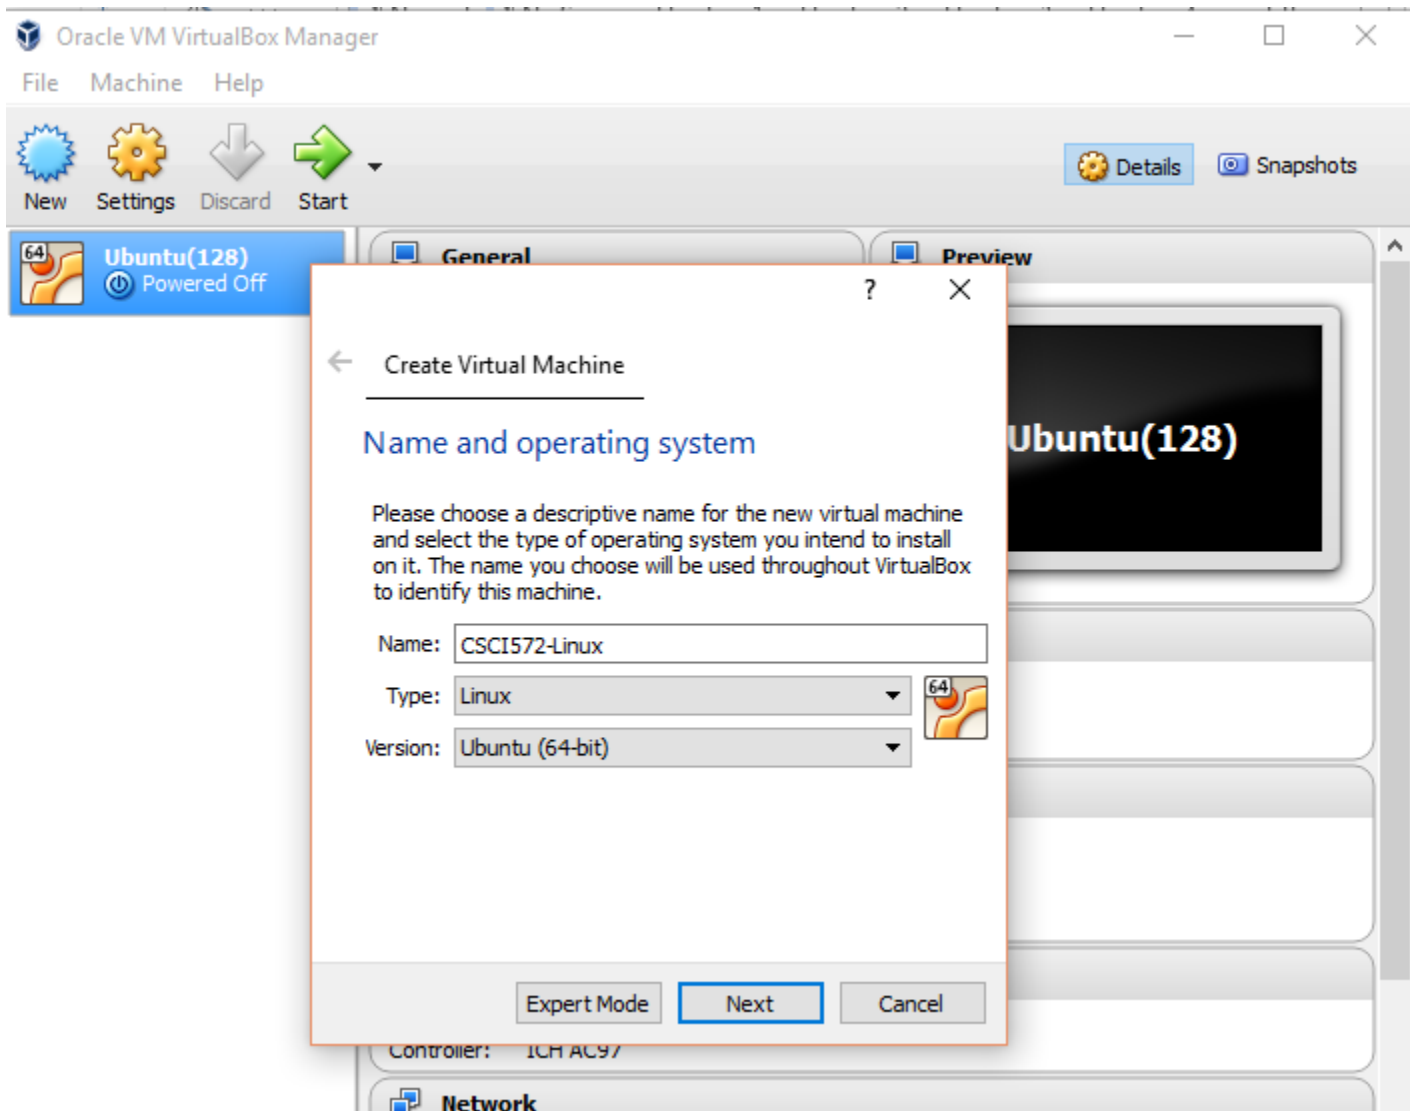 Oracle VM VirtualBox Manager
File Machine Help
New Settings Discard Start
Details Snapshots
64 Ubuntu(128)
Powered Off
General
Preview
Ubuntu(128)
?
Create Virtual Machine
Name and operating system
Please choose a descriptive name for the new virtual machine
and select the type of operating system you intend to install
on it. The name you choose will be used throughout VirtualBox
to identify this machine.
Name: CSCI572-Linux
Type: Linux
64
Version: Ubuntu (64-bit)
Expert Mode Next Cancel
Controller: ICH AC97
Network